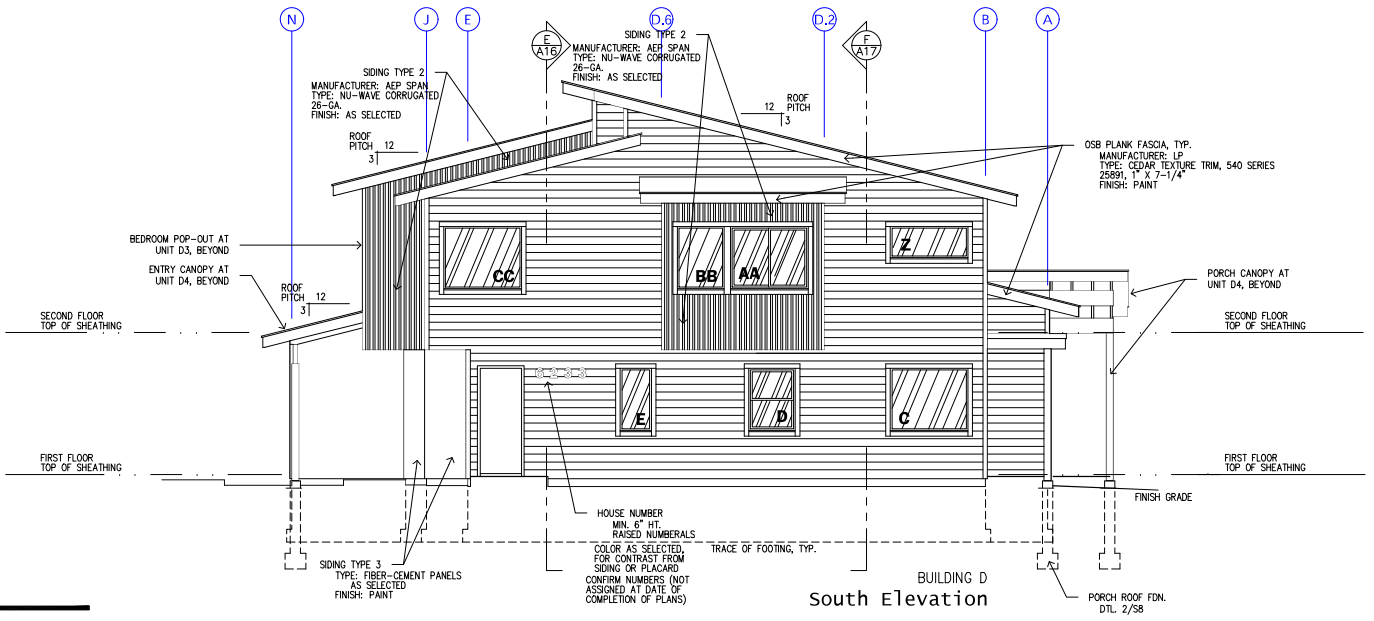 N
J
E
D.6
D.2
B
A
E
A16
F
A17
SIDING TYPE 2
MANUFACTURER: AEP SPAN
TYPE: NU-WAVE CORRUGATED
26-GA.
FINISH: AS SELECTED
SIDING TYPE 2
MANUFACTURER: AEP SPAN
TYPE: NU-WAVE CORRUGATED
26-GA.
FINISH: AS SELECTED
ROOF
PITCH
12
3
ROOF
PITCH
12
3
OSB PLANK FASCIA, TYP.
MANUFACTURER: LP
TYPE: CEDAR TEXTURE TRIM, 540 SERIES
25891, 1" X 7-1/4"
FINISH: PAINT
BEDROOM POP-OUT AT
UNIT D3, BEYOND
ENTRY CANOPY AT
UNIT D4, BEYOND
ROOF
PITCH
12
3
CC
BB
AA
Z
PORCH CANOPY AT
UNIT D4, BEYOND
SECOND FLOOR
TOP OF SHEATHING
SECOND FLOOR
TOP OF SHEATHING
6 2 3 3
E
D
C
FIRST FLOOR
TOP OF SHEATHING
FIRST FLOOR
TOP OF SHEATHING
FINISH GRADE
HOUSE NUMBER
MIN. 6" HT.
RAISED NUMBERALS
COLOR AS SELECTED,
FOR CONTRAST FROM
SIDING OR PLACARD
CONFIRM NUMBERS (NOT
ASSIGNED AT DATE OF
COMPLETION OF PLANS)
TRACE OF FOOTING, TYP.
SIDING TYPE 3
TYPE: FIBER-CEMENT PANELS
AS SELECTED
FINISH: PAINT
BUILDING D
South Elevation
PORCH ROOF FDN.
DTL. 2/S8